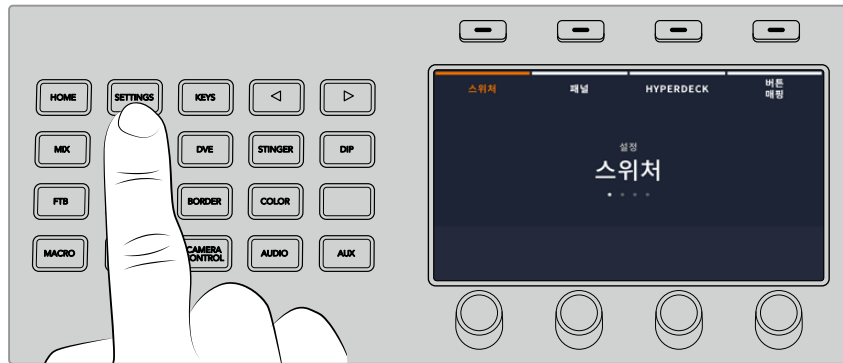 HOME
SETTINGS
KEYS
MIX
DVE
STINGER
DIP
FTB
BORDER
COLOR
MACRO
CAMERA
CONTROL
AUDIO
AUX
스위처
패널
HYPERDECK
버튼
매핑
설정
스위처